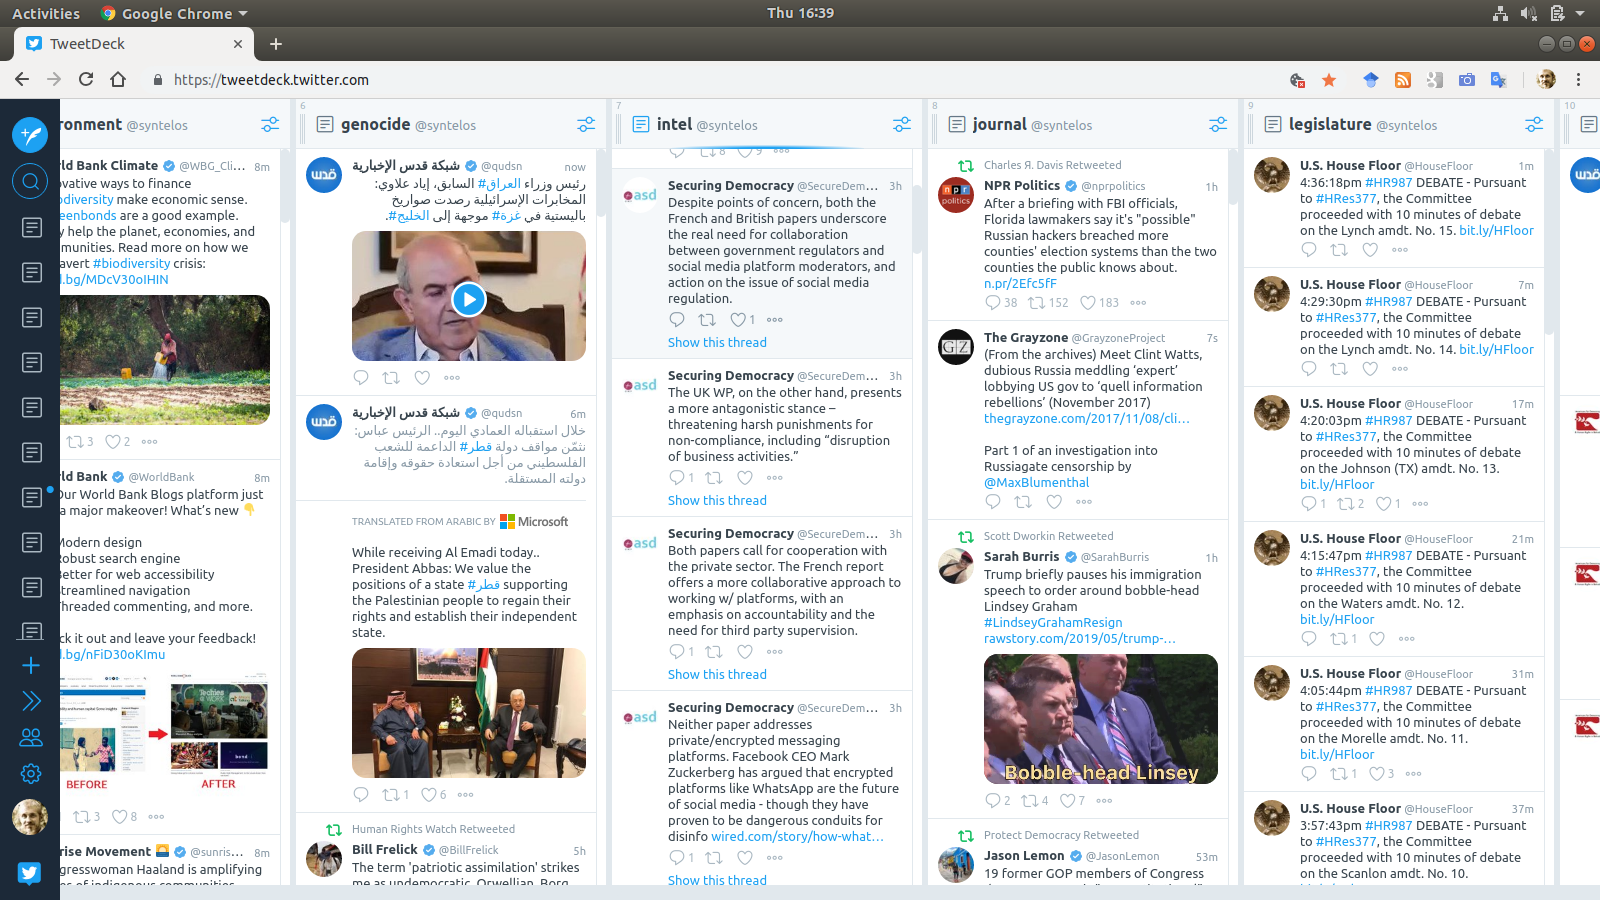 Activities
Google Chrome
Thu 16:39
TweetDeck
https://tweetdeck.twitter.com
ronment @syntelos
ld Bank Climate @WBG_Cli... 8m
ovative ways to finance
odiversity make economic sense.
eenbonds are a good example.
y help the planet, economies, and
munities. Read more on how we
avert #biodiversity crisis:
d.bg/MDcV30oIHIN
3 2
ld Bank @WorldBank 8m
Our World Bank Blogs platform just
a major makeover! What's new 👇
Modern design
Robust search engine
Better for web accessibility
Streamlined navigation
Threaded commenting, and more.
ck it out and leave your feedback!
d.bg/nFiD30oKImu
BEFORE
AFTER
3 8
rise Movement 🌅 @sunris... 8m
gresswoman Haaland is amplifying
6
genocide @syntelos
شبكة قدس الإخبارية @qudsn now
رئيس وزراء العراق# السابق، إياد علاوي:
المخابرات الإسرائيلية رصدت صواريخ
باليستية في غزة# موجهة إلى الخليج#.
شبكة قدس الإخبارية @qudsn 6m
خلال استقباله العمادي اليوم.. الرئيس عباس:
نثمّن مواقف دولة قطر# الداعمة للشعب
الفلسطيني من أجل استعادة حقوقه وإقامة
دولته المستقلة.
TRANSLATED FROM ARABIC BY Microsoft
While receiving Al Emadi today..
President Abbas: We value the
positions of a state قطر# supporting
the Palestinian people to regain their
rights and establish their independent
state.
1 6
Human Rights Watch Retweeted
Bill Frelick @BillFrelick 5h
The term 'patriotic assimilation' strikes
me as undemocratic, Orwellian, Borg
7
intel @syntelos
8 9
Securing Democracy @SecureDem... 3h
asd
Despite points of concern, both the
French and British papers underscore
the real need for collaboration
between government regulators and
social media platform moderators, and
action on the issue of social media
regulation.
1
Show this thread
Securing Democracy @SecureDem... 3h
asd
The UK WP, on the other hand, presents
a more antagonistic stance –
threatening harsh punishments for
non-compliance, including “disruption
of business activities.”
1
Show this thread
Securing Democracy @SecureDem... 3h
asd
Both papers call for cooperation with
the private sector. The French report
offers a more collaborative approach to
working w/ platforms, with an
emphasis on accountability and the
need for third party supervision.
1
Show this thread
Securing Democracy @SecureDem... 3h
asd
Neither paper addresses
private/encrypted messaging
platforms. Facebook CEO Mark
Zuckerberg has argued that encrypted
platforms like WhatsApp are the future
of social media - though they have
proven to be dangerous conduits for
disinfo wired.com/story/how-what...
1
Show this thread
8
journal @syntelos
Charles Я. Davis Retweeted
NPR Politics @nprpolitics 1h
npr
politics
After a briefing with FBI officials,
Florida lawmakers say it's "possible"
Russian hackers breached more
counties' election systems than the two
counties the public knows about.
n.pr/2Efc5fF
38 152 183
The Grayzone @GrayzoneProject 7s
GZ
(From the archives) Meet Clint Watts,
dubious Russia meddling ‘expert’
lobbying US gov to ‘quell information
rebellions’ (November 2017)
thegrayzone.com/2017/11/08/cli...
Part 1 of an investigation into
Russiagate censorship by
@MaxBlumenthal
Scott Dworkin Retweeted
Sarah Burris @SarahBurris 1h
Trump briefly pauses his immigration
speech to order around bobble-head
Lindsey Graham
#LindseyGrahamResign
rawstory.com/2019/05/trump-...
Bobble-head Linsey
2 4 7
Protect Democracy Retweeted
Jason Lemon @JasonLemon 53m
19 former GOP members of Congress
9
legislature @syntelos
U.S. House Floor @HouseFloor 1m
4:36:18pm #HR987 DEBATE - Pursuant
to #HRes377, the Committee
proceeded with 10 minutes of debate
on the Lynch amdt. No. 15. bit.ly/HFloor
U.S. House Floor @HouseFloor 7m
4:29:30pm #HR987 DEBATE - Pursuant
to #HRes377, the Committee
proceeded with 10 minutes of debate
on the Lynch amdt. No. 14. bit.ly/HFloor
U.S. House Floor @HouseFloor 17m
4:20:03pm #HR987 DEBATE - Pursuant
to #HRes377, the Committee
proceeded with 10 minutes of debate
on the Johnson (TX) amdt. No. 13.
bit.ly/HFloor
1 2 1
U.S. House Floor @HouseFloor 21m
4:15:47pm #HR987 DEBATE - Pursuant
to #HRes377, the Committee
proceeded with 10 minutes of debate
on the Waters amdt. No. 12.
bit.ly/HFloor
1
U.S. House Floor @HouseFloor 31m
4:05:44pm #HR987 DEBATE - Pursuant
to #HRes377, the Committee
proceeded with 10 minutes of debate
on the Morelle amdt. No. 11.
bit.ly/HFloor
1 3
U.S. House Floor @HouseFloor 37m
3:57:43pm #HR987 DEBATE - Pursuant
to #HRes377, the Committee
proceeded with 10 minutes of debate
on the Scanlon amdt. No. 10.
10